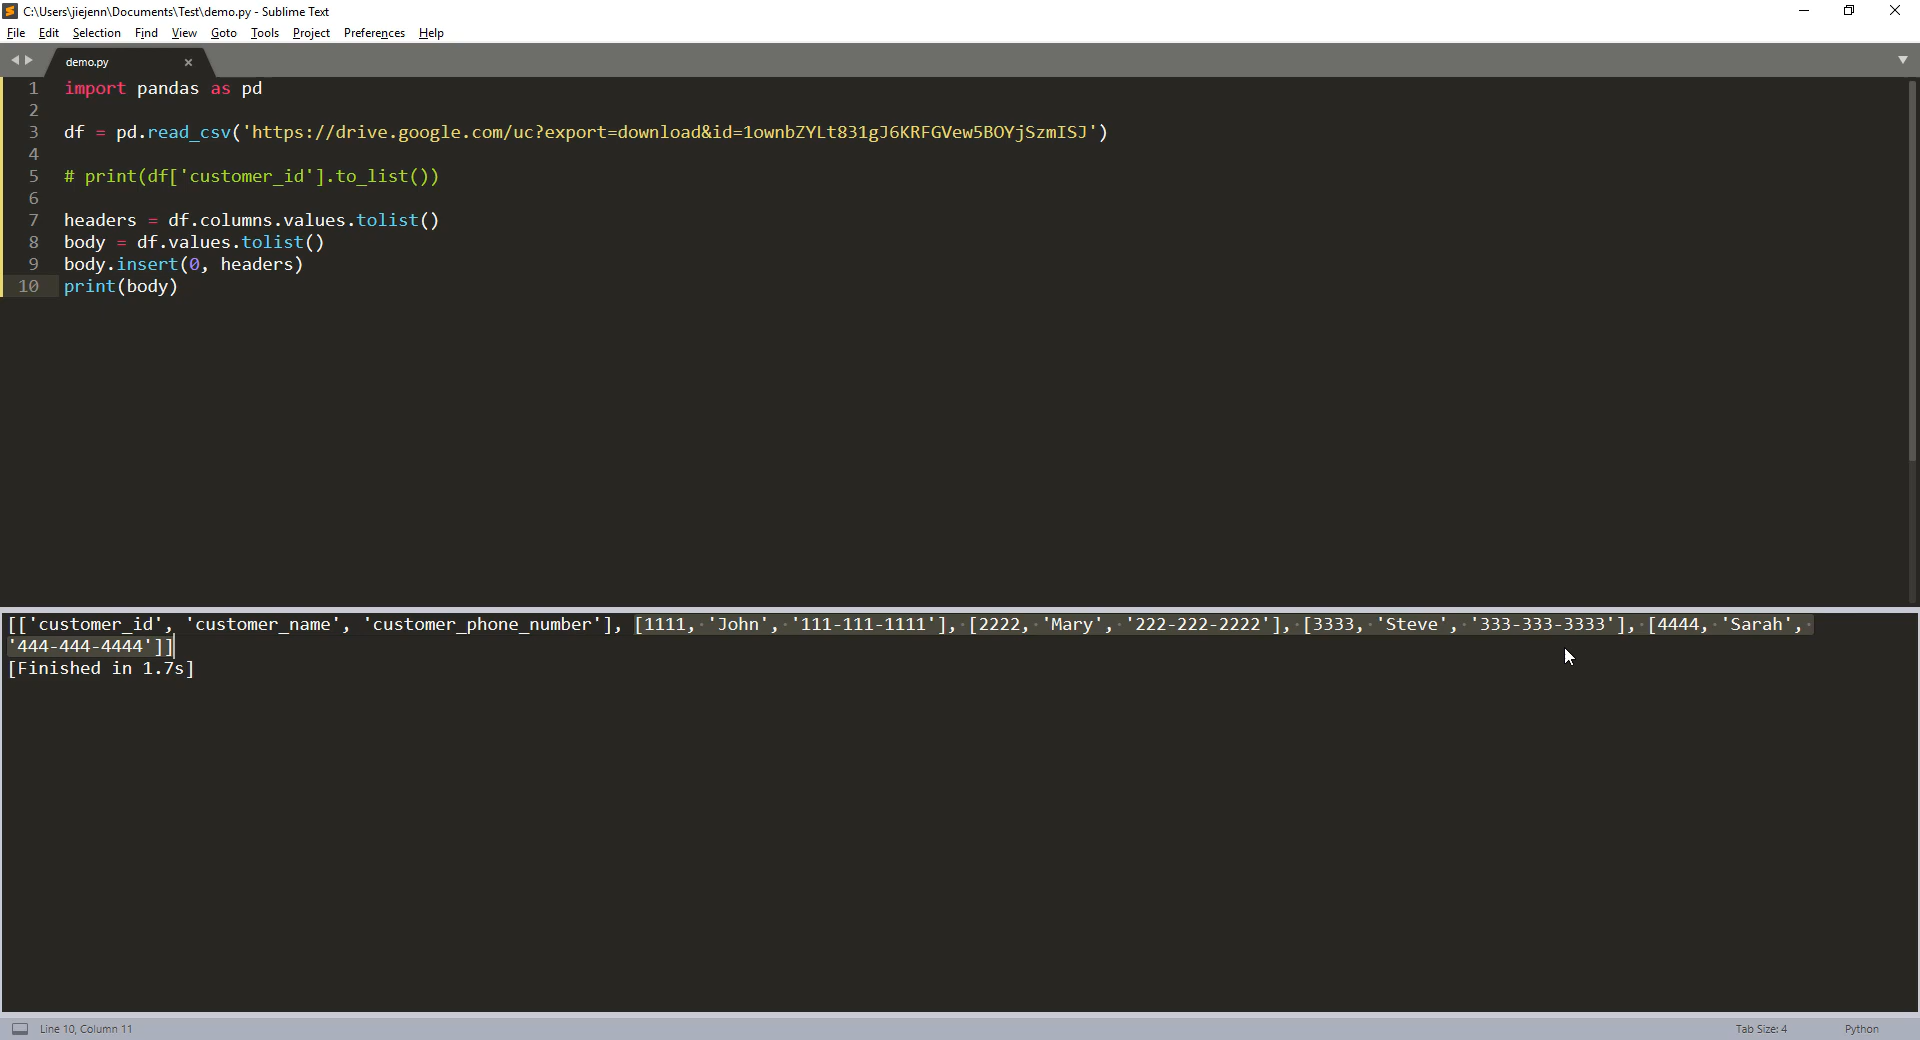 C:\Users\jiejenn\Documents\Test\demo.py - Sublime Text
File Edit Selection Find View Goto Tools Project Preferences Help
demo.py
1 import pandas as pd
2
3 df = pd.read_csv('https://drive.google.com/uc?export=download&id=1ownbZYLt831gJ6KRFGVew5BOYjSzmISJ')
4
5 # print(df['customer_id'].to_list())
6
7 headers = df.columns.values.tolist()
8 body = df.values.tolist()
9 body.insert(0, headers)
10 print(body)
[['customer_id', 'customer_name', 'customer_phone_number'], [1111, 'John', '111-111-1111'], [2222, 'Mary', '222-222-2222'], [3333, 'Steve', '333-333-3333'], [4444, 'Sarah',
'444-444-4444']]
[Finished in 1.7s]
Line 10, Column 11
Tab Size: 4
Python